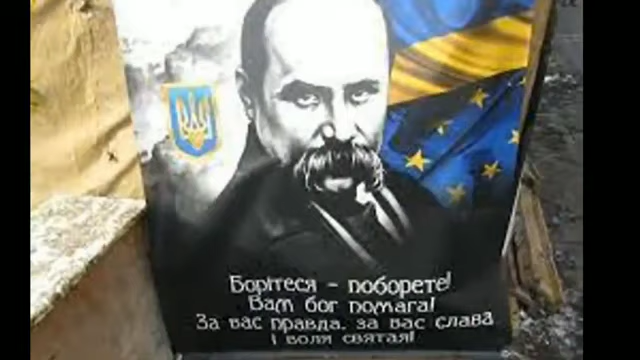 Борітеся - поборете!
Вам бог помага!
За вас правда, за вас слава
і воля святая!